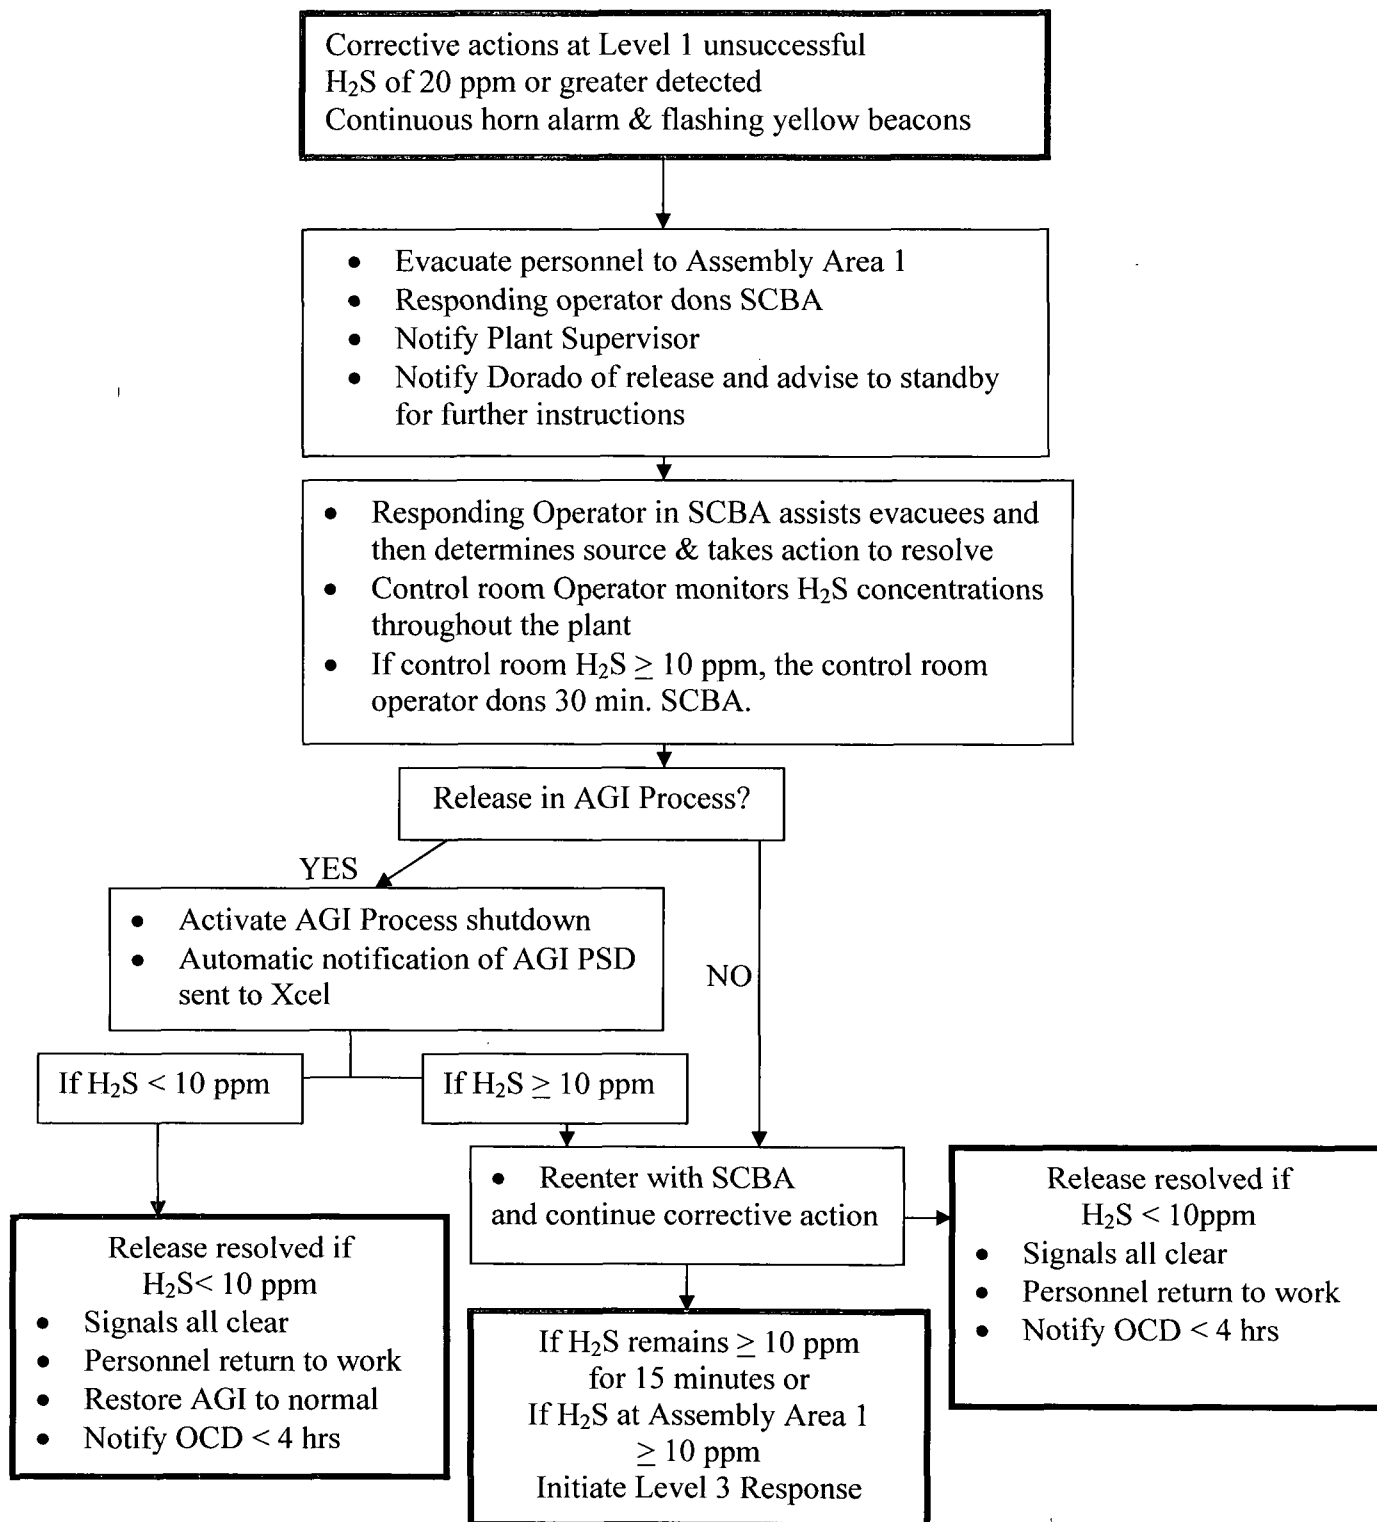 Corrective actions at Level 1 unsuccessful
H₂S of 20 ppm or greater detected
Continuous horn alarm & flashing yellow beacons
• Evacuate personnel to Assembly Area 1
• Responding operator dons SCBA
• Notify Plant Supervisor
• Notify Dorado of release and advise to standby
for further instructions
• Responding Operator in SCBA assists evacuees and
then determines source & takes action to resolve
• Control room Operator monitors H₂S concentrations
throughout the plant
• If control room H₂S ≥ 10 ppm, the control room
operator dons 30 min. SCBA.
Release in AGI Process?
YES
• Activate AGI Process shutdown
• Automatic notification of AGI PSD
sent to Xcel
NO
If H₂S < 10 ppm
If H₂S ≥ 10 ppm
• Reenter with SCBA
and continue corrective action
Release resolved if
H₂S < 10ppm
• Signals all clear
• Personnel return to work
• Notify OCD < 4 hrs
Release resolved if
H₂S< 10 ppm
• Signals all clear
• Personnel return to work
• Restore AGI to normal
• Notify OCD < 4 hrs
If H₂S remains ≥ 10 ppm
for 15 minutes or
If H₂S at Assembly Area 1
≥ 10 ppm
Initiate Level 3 Response